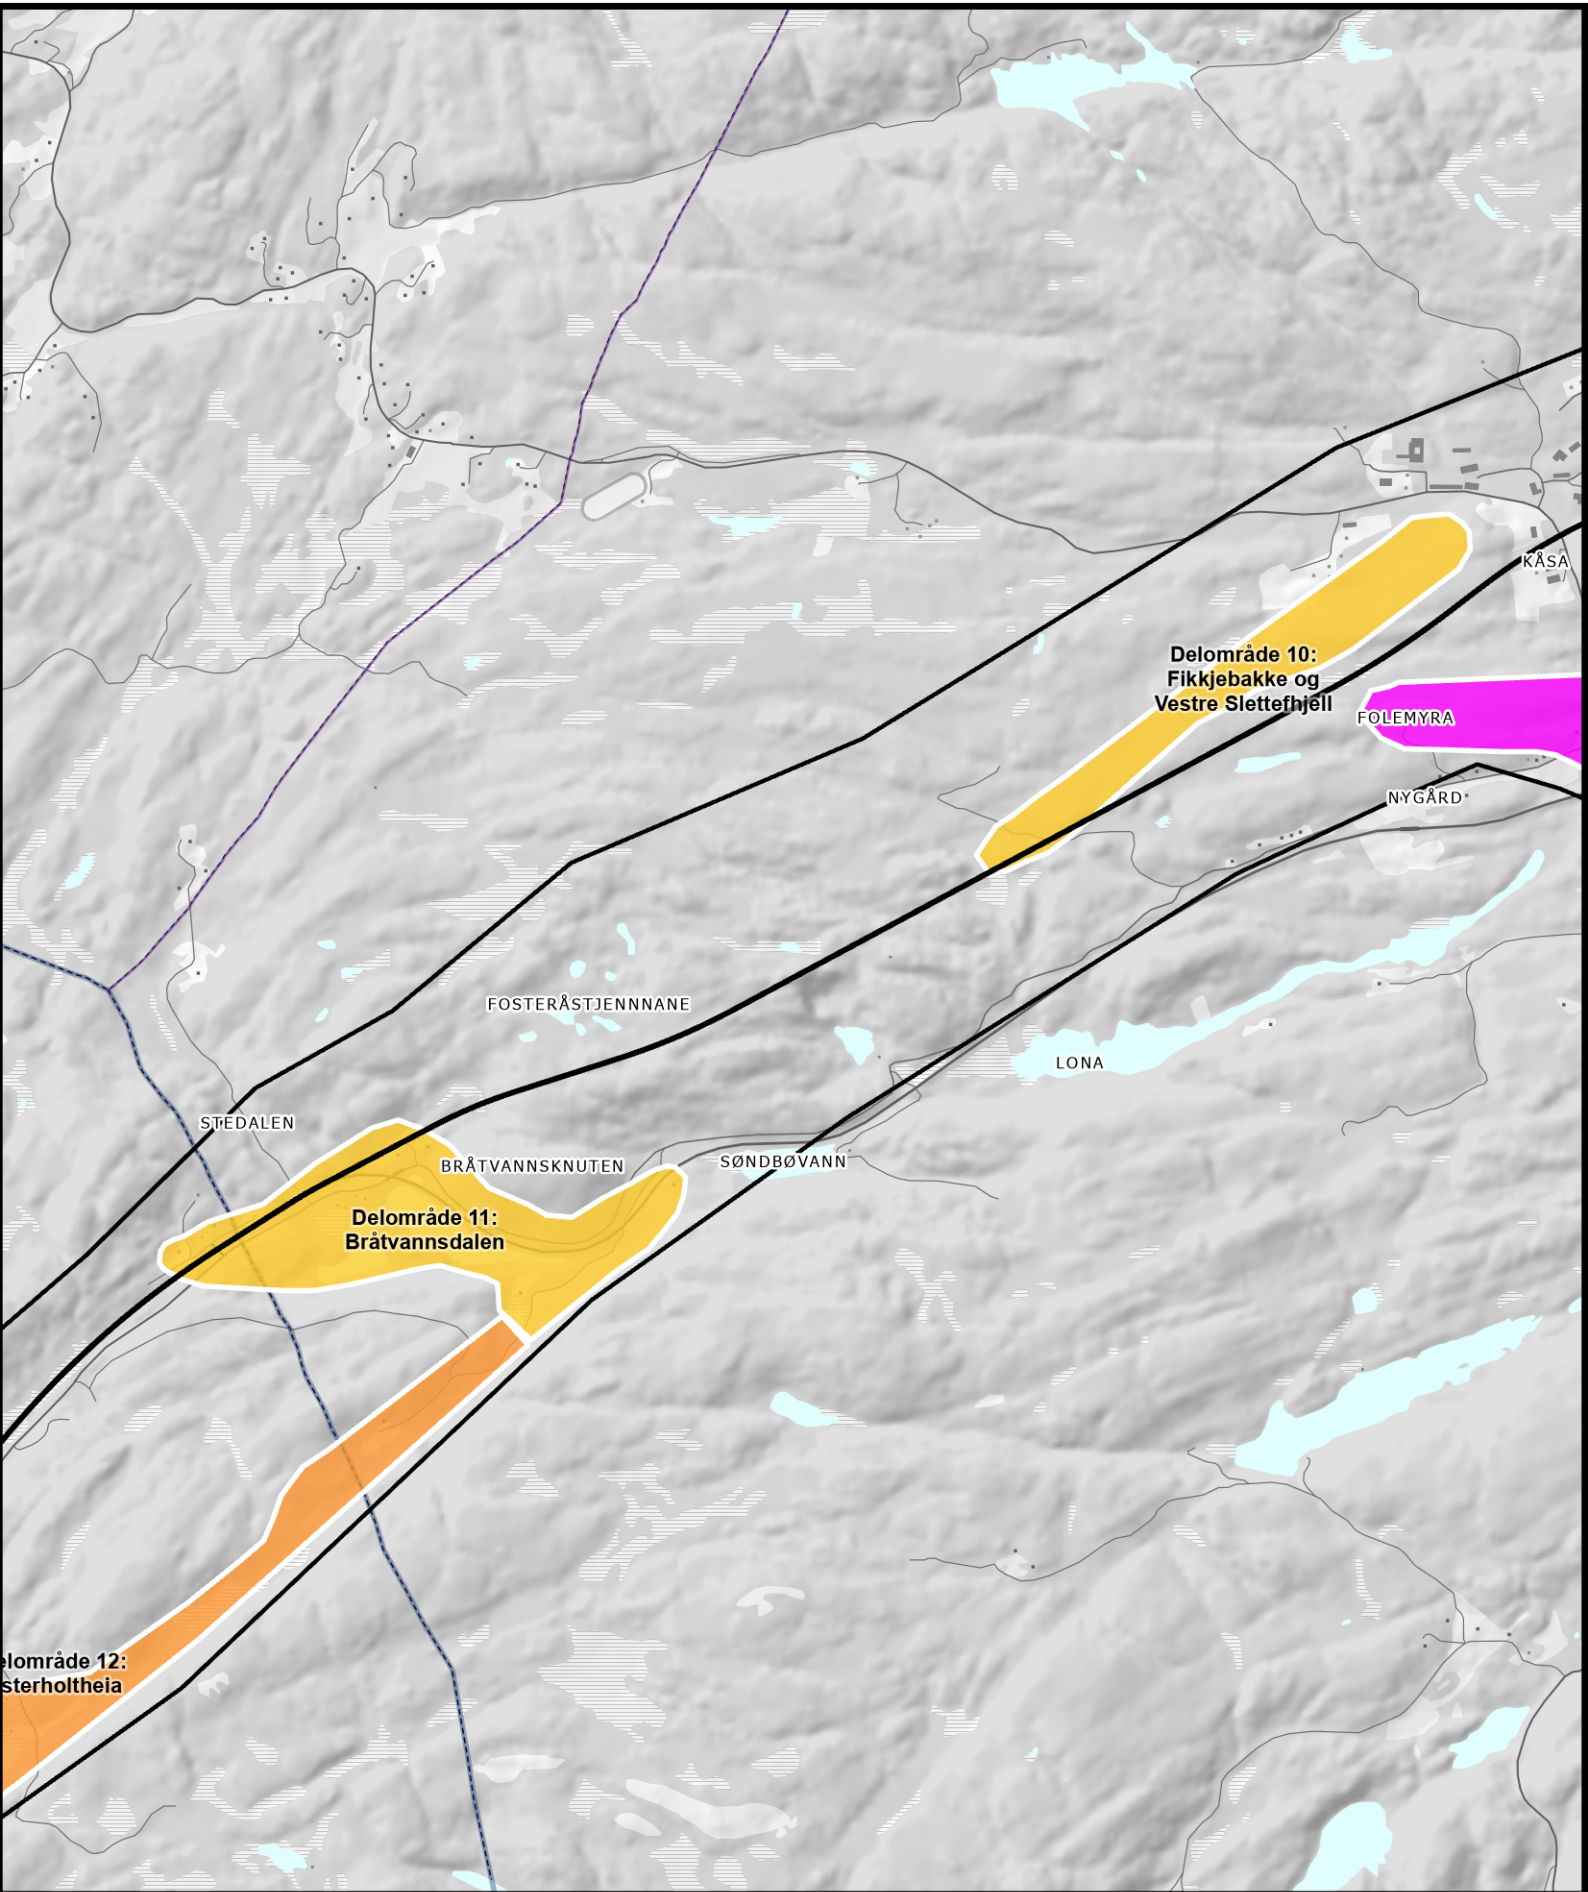 KÅSA
Delområde 10:
Fikkjebakke og
Vestre Slettefhjell
FOLEMYRA
NYGÅRD
FOSTERÅSTJENNNANE
LONA
STEDALEN
BRÅTVANNSKNUTEN
SØNDBØVANN
Delområde 11:
Bråtvannsdalen
elområde 12:
sterholtheia